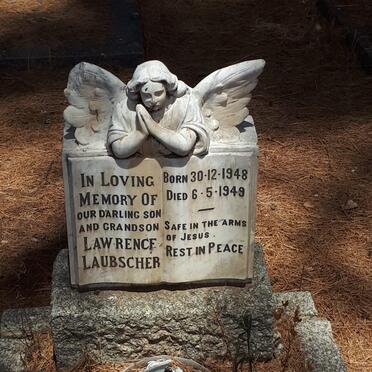 IN LOVING
MEMORY OF
OUR DARLING SON
AND GRANDSON
LAWRENCE
LAUBSCHER
BORN 30-12-1948
DIED 6-5-1949
SAFE IN THE ARMS
OF JESUS.
REST IN PEACE